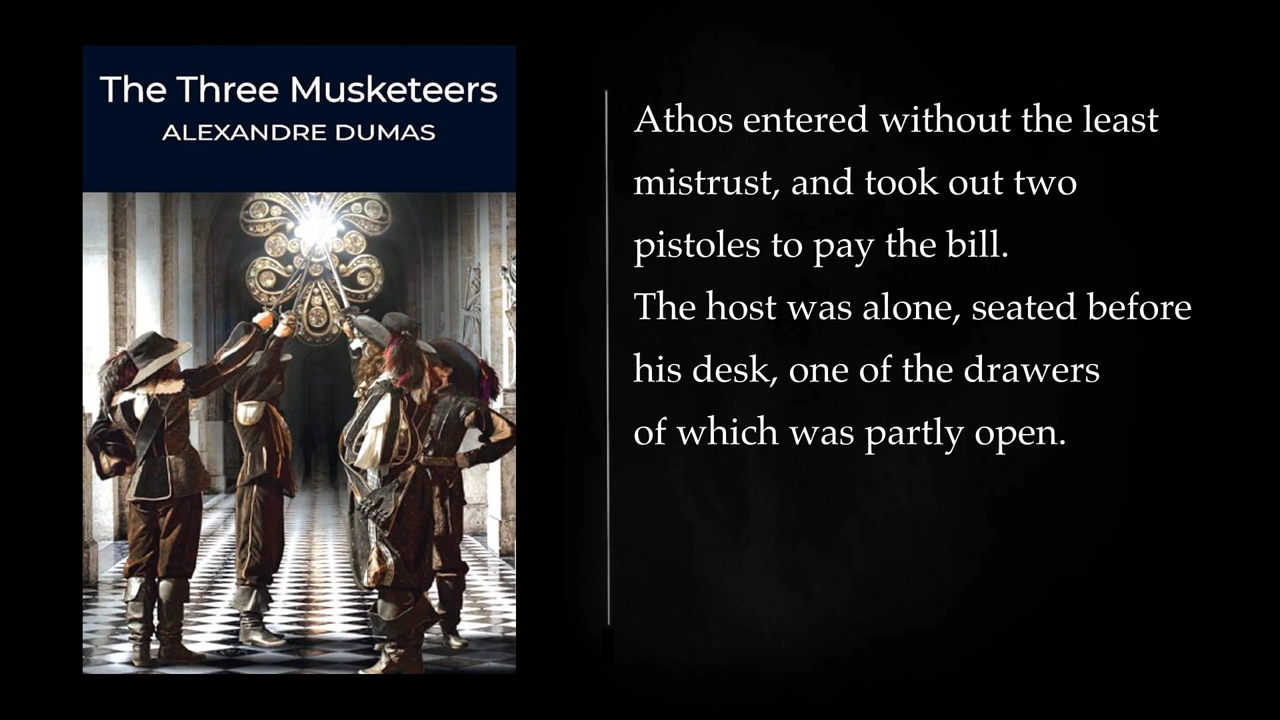 The Three Musketeers
ALEXANDRE DUMAS
Athos entered without the least
mistrust, and took out two
pistoles to pay the bill.
The host was alone, seated before
his desk, one of the drawers
of which was partly open.